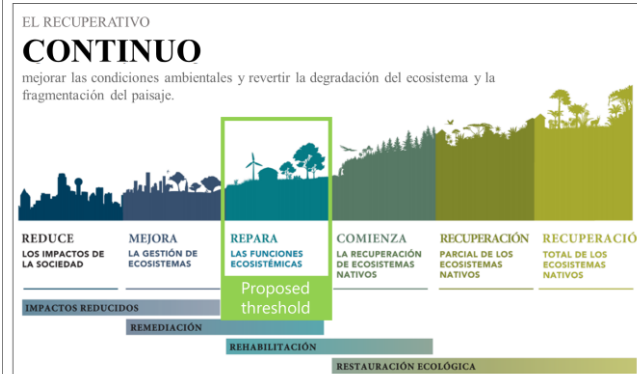 EL RECUPERATIVO
CONTINUO
mejorar las condiciones ambientales y revertir la degradación del ecosistema y la
fragmentación del paisaje.
REDUCE
LOS IMPACTOS DE
LA SOCIEDAD
MEJORA
LA GESTIÓN DE
ECOSISTEMAS
REPARA
LAS FUNCIONES
ECOSISTÉMICAS
COMIENZA
LA RECUPERACIÓN
DE ECOSISTEMAS
NATIVOS
RECUPERACIÓN
PARCIAL DE LOS
ECOSISTEMAS
NATIVOS
RECUPERACIÓ
TOTAL DE LOS
ECOSISTEMAS
NATIVOS
Proposed
threshold
IMPACTOS REDUCIDOS
REMEDIACIÓN
REHABILITACIÓN
RESTAURACIÓN ECOLÓGICA